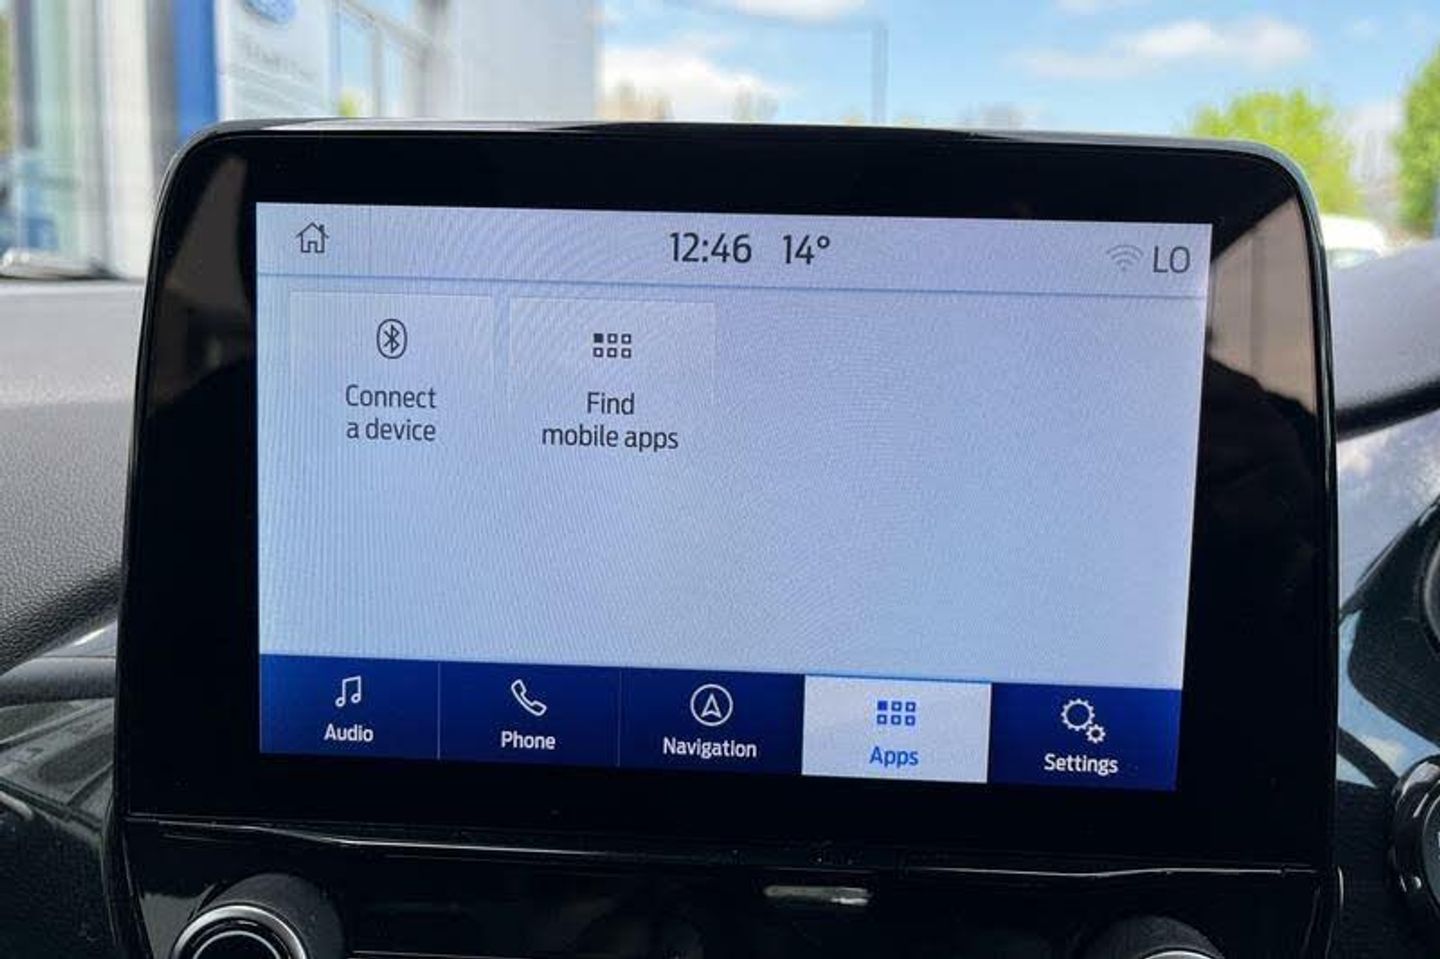 12:46 14° LO
Connect
a device
Find
mobile apps
Audio
Phone
Navigation
Apps
Settings